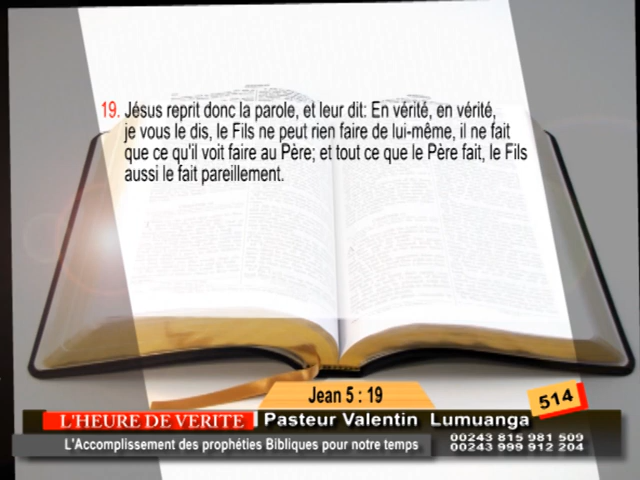 19. Jésus reprit donc la parole, et leur dit: En vérité, en vérité,
je vous le dis, le Fils ne peut rien faire de lui-même, il ne fait
que ce qu'il voit faire au Père; et tout ce que le Père fait, le Fils
aussi le fait pareillement.
Jean 5 : 19
514
L'HEURE DE VERITE Pasteur Valentin Lumuanga
L'Accomplissement des prophéties Bibliques pour notre temps
00243 815 981 509
00243 999 912 204